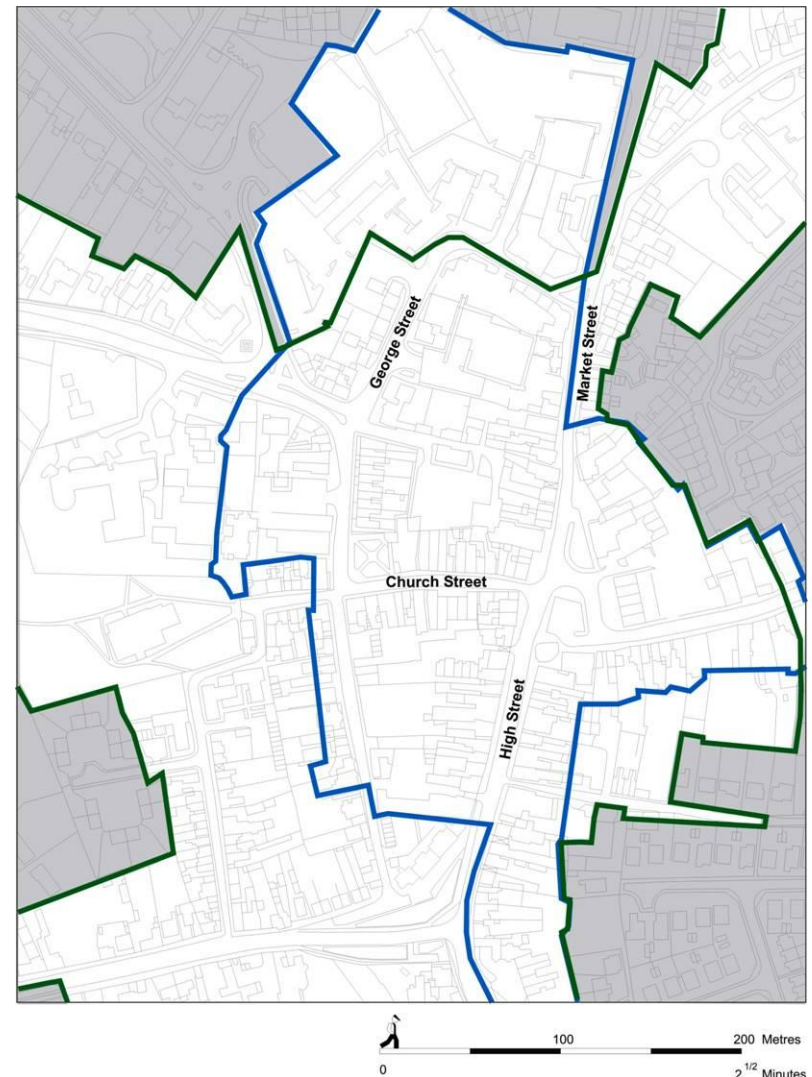 George Street
Market Street
Church Street
High Street
100 200 Metres
0 2 1/2 Minutes